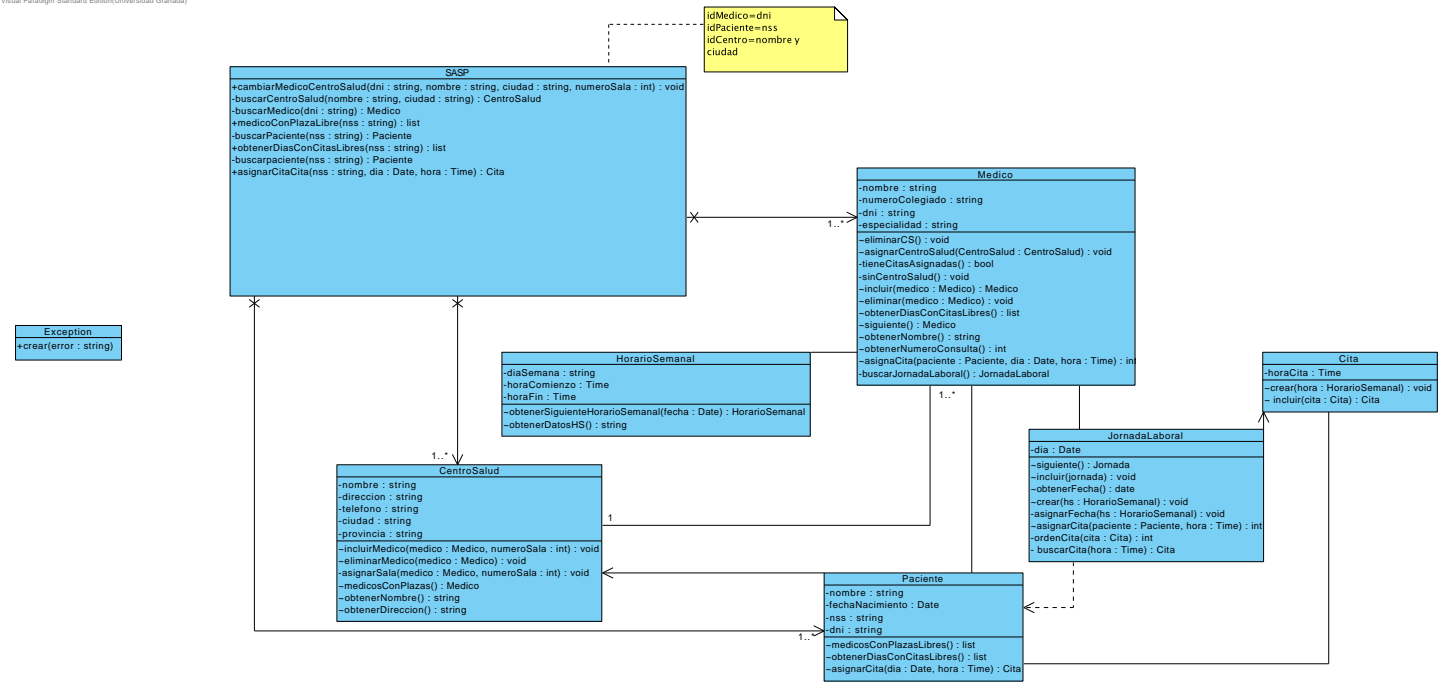 Visual Paradigm Standard Edition(Universidad Granada)
idMedico=dni
idPaciente=nss
idCentro=nombre y
ciudad
SASP
+cambiarMedicoCentroSalud(dni : string, nombre : string, ciudad : string, numeroSala : int) : void
-buscarCentroSalud(nombre : string, ciudad : string) : CentroSalud
-buscarMedico(dni : string) : Medico
+medicoConPlazaLibre(nss : string) : list
-buscarPaciente(nss : string) : Paciente
+obtenerDiasConCitasLibres(nss : string) : list
-buscarpaciente(nss : string) : Paciente
+asignarCitaCita(nss : string, dia : Date, hora : Time) : Cita
Medico
-nombre : string
-numeroColegiado : string
-dni : string
-especialidad : string
~eliminarCS() : void
~asignarCentroSalud(CentroSalud : CentroSalud) : void
-tieneCitasAsignadas() : bool
-sinCentroSalud() : void
~incluir(medico : Medico) : Medico
~eliminar(medico : Medico) : void
~obtenerDiasConCitasLibres() : list
~siguiente() : Medico
~obtenerNombre() : string
~obtenerNumeroConsulta() : int
~asignaCita(paciente : Paciente, dia : Date, hora : Time) : int
-buscarJornadaLaboral() : JornadaLaboral
1..*
1..*
Exception
+crear(error : string)
HorarioSemanal
-diaSemana : string
-horaComienzo : Time
-horaFin : Time
~obtenerSiguienteHorarioSemanal(fecha : Date) : HorarioSemanal
~obtenerDatosHS() : string
Cita
-horaCita : Time
~crear(hora : HorarioSemanal) : void
~ incluir(cita : Cita) : Cita
JornadaLaboral
-dia : Date
~siguiente() : Jornada
~incluir(jornada) : void
~obtenerFecha() : date
~crear(hs : HorarioSemanal) : void
-asignarFecha(hs : HorarioSemanal) : void
~asignarCita(paciente : Paciente, hora : Time) : int
-ordenCita(cita : Cita) : int
- buscarCita(hora : Time) : Cita
1..*
CentroSalud
-nombre : string
-direccion : string
-telefono : string
-ciudad : string
-provincia : string
~incluirMedico(medico : Medico, numeroSala : int) : void
~eliminarMedico(medico : Medico) : void
-asignarSala(medico : Medico, numeroSala : int) : void
~medicosConPlazas() : Medico
~obtenerNombre() : string
~obtenerDireccion() : string
1
1..*
Paciente
-nombre : string
-fechaNacimiento : Date
-nss : string
-dni : string
~medicosConPlazasLibres() : list
~obtenerDiasConCitasLibres() : list
~asignarCita(dia : Date, hora : Time) : Cita